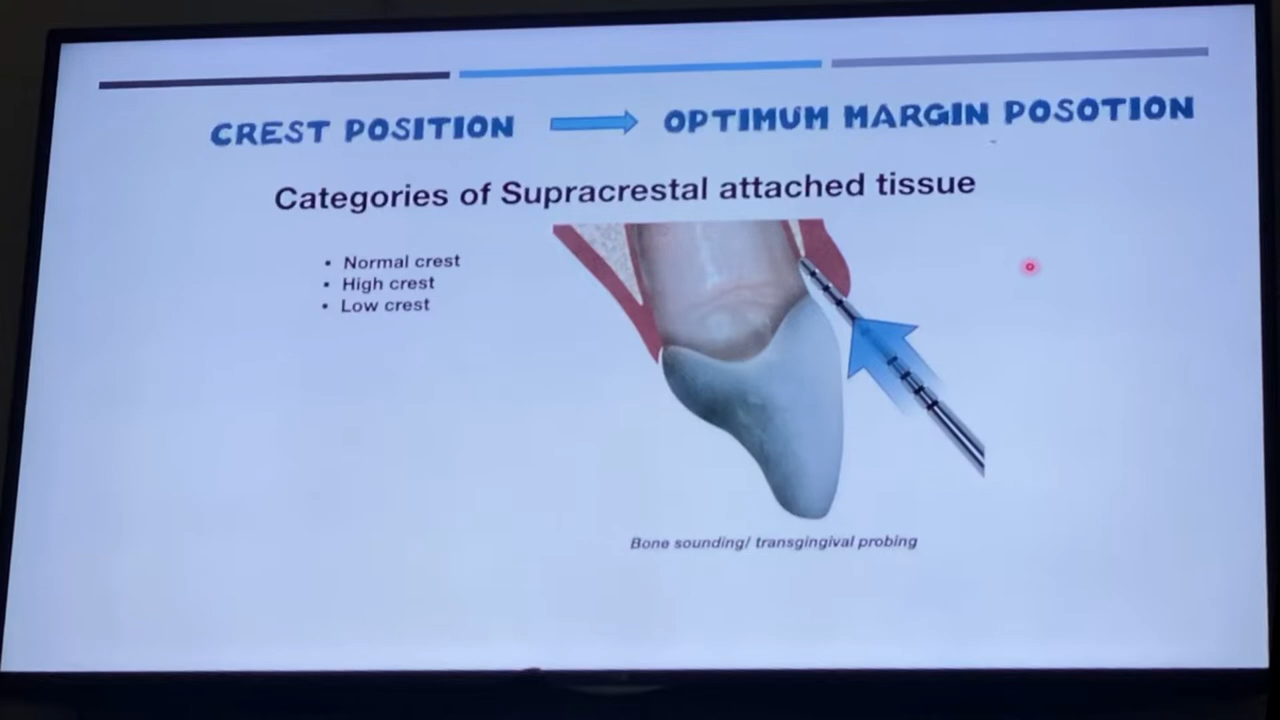 CREST POSITION OPTIMUM MARGIN POSOTION
Categories of Supracrestal attached tissue
• Normal crest
• High crest
• Low crest
Bone sounding/ transgingival probing